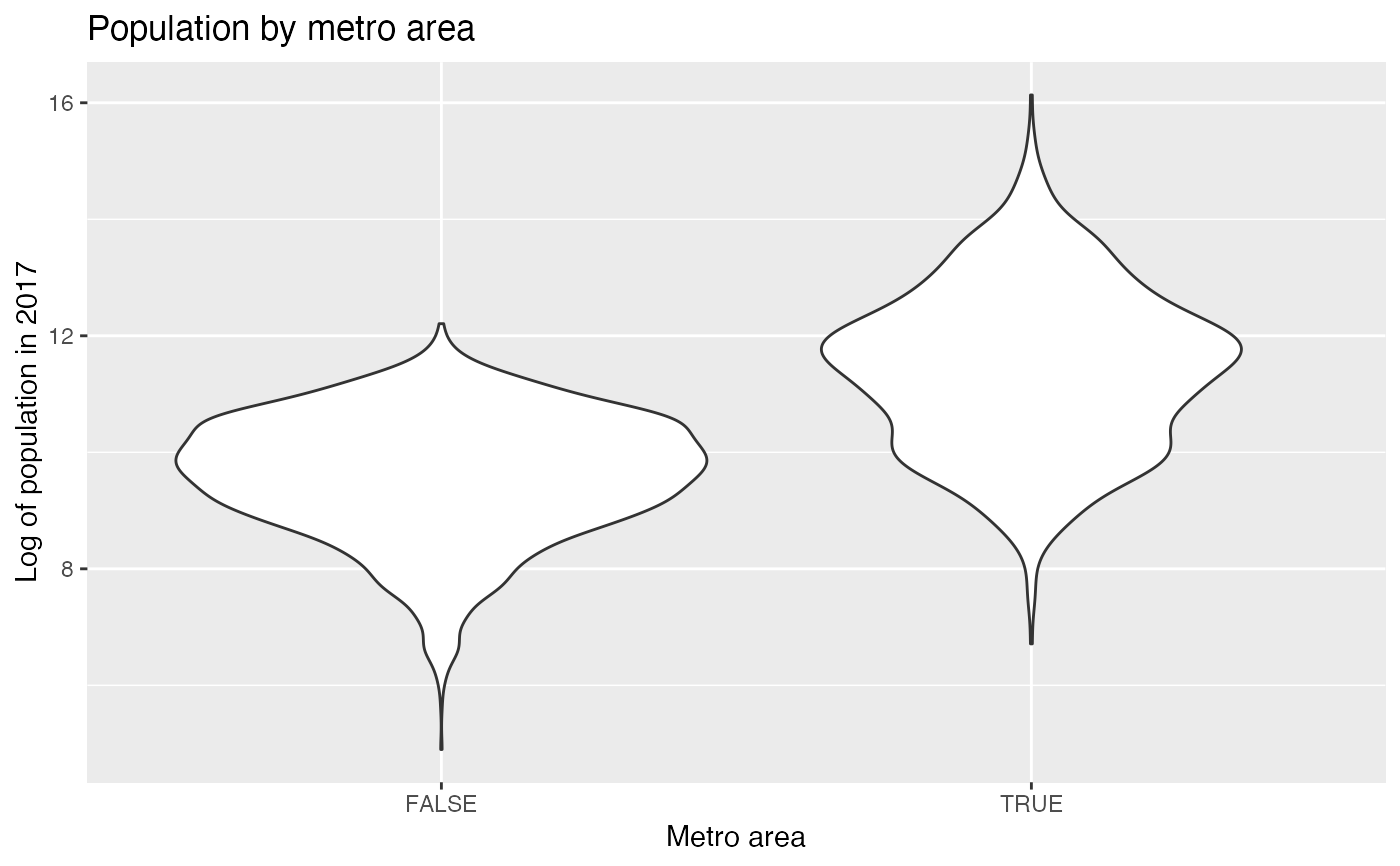 Population by metro area
Log of population in 2017
16
12
8
FALSE
TRUE
Metro area